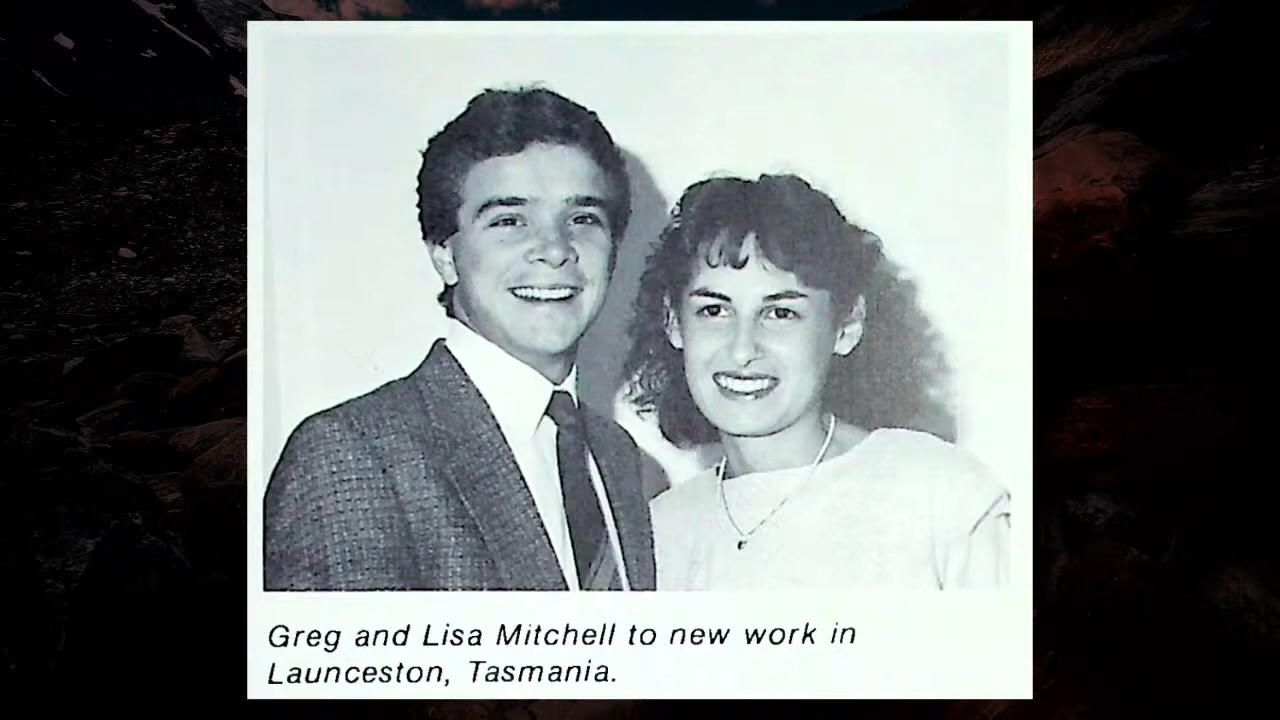 Greg and Lisa Mitchell to new work in
Launceston, Tasmania.